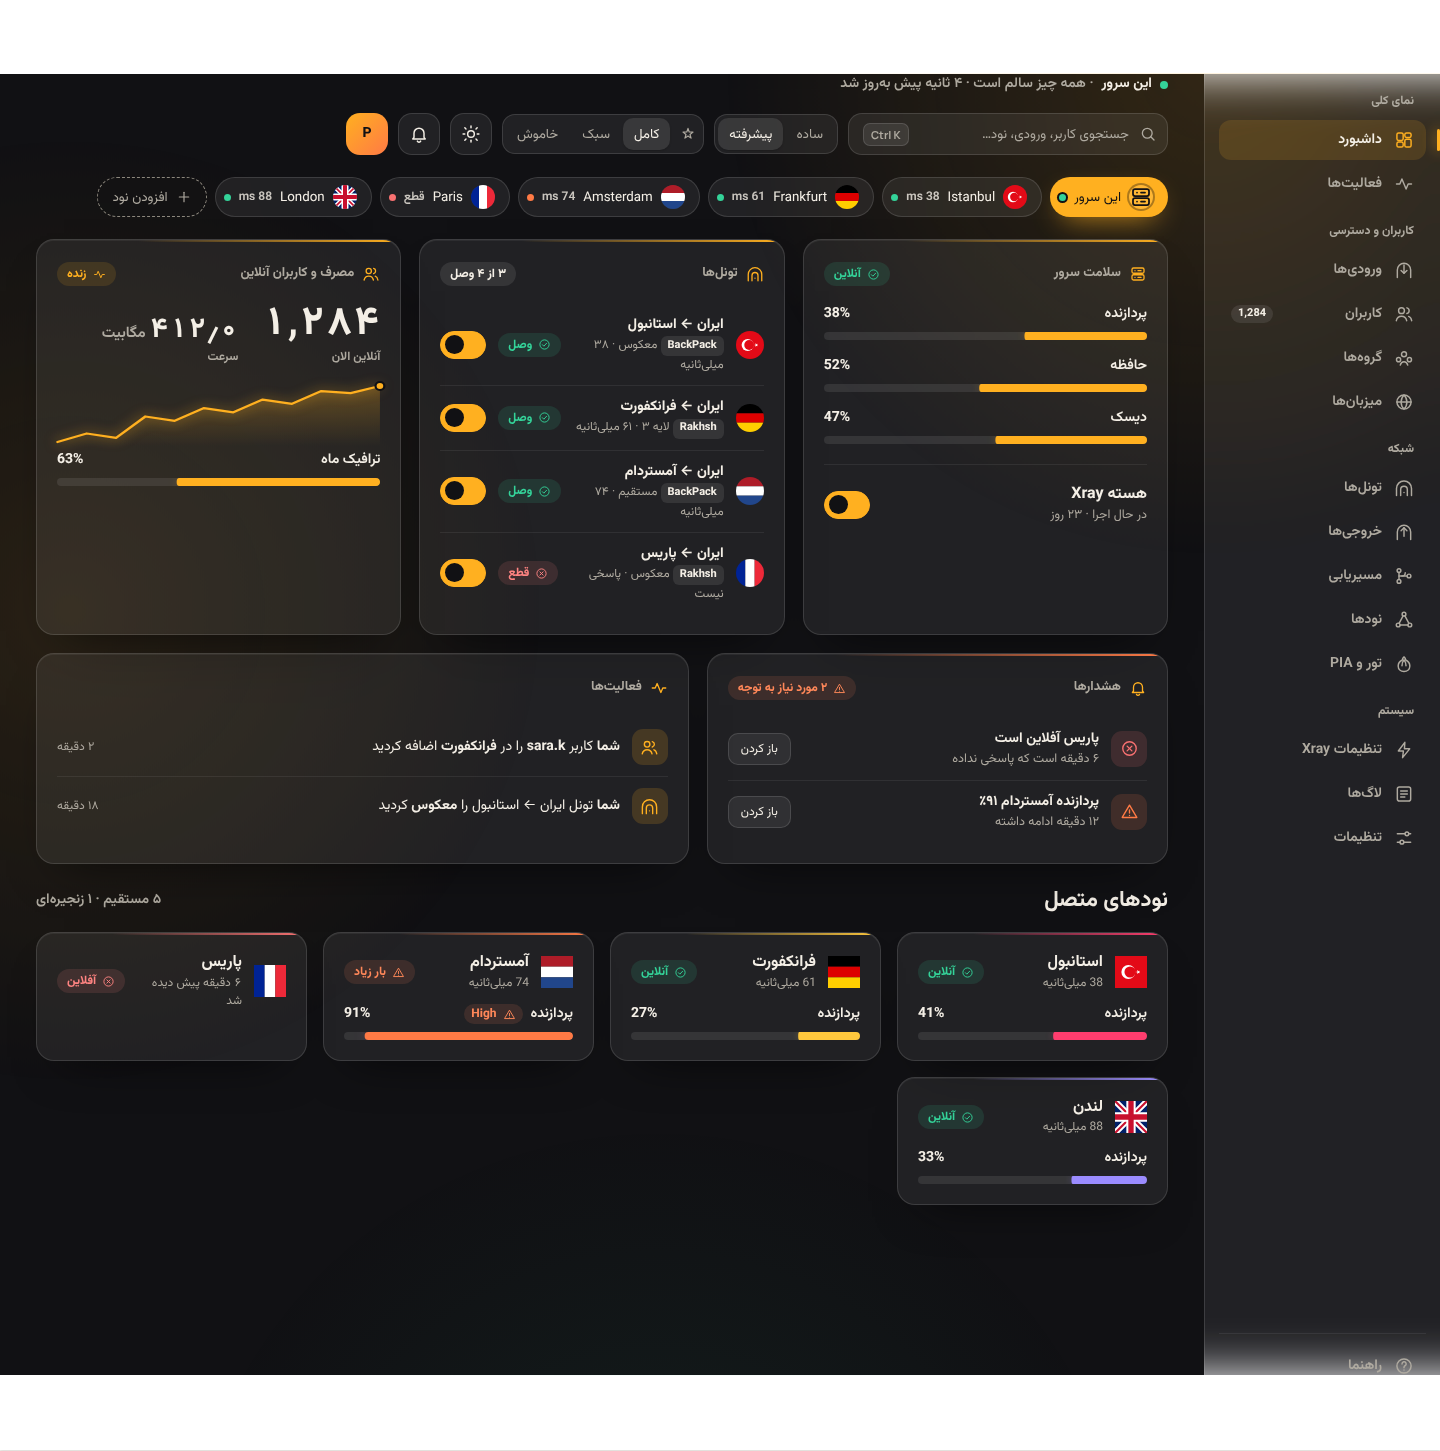 نمای کلی
داشبورد
فعالیت‌ها
کاربران و دسترسی
ورودی‌ها
کاربران 1,284
گروه‌ها
میزبان‌ها
شبکه
تونل‌ها
خروجی‌ها
مسیریابی
نودها
تور و PIA
سیستم
تنظیمات Xray
لاگ‌ها
تنظیمات
راهنما
این سرور · همه چیز سالم است · ۴ ثانیه پیش به‌روز شد
جستجوی کاربر، ورودی، نود… Ctrl K
ساده پیشرفته
کامل سبک خاموش
P
این سرور
Istanbul 38 ms
Frankfurt 61 ms
Amsterdam 74 ms
Paris قطع
London 88 ms
افزودن نود
سلامت سرور آنلاین
پردازنده 38%
حافظه 52%
دیسک 47%
هسته Xray
در حال اجرا · ۲۳ روز
تونل‌ها ۳ از ۴ وصل
ایران ← استانبول
BackPack معکوس · ۳۸
میلی‌ثانیه
وصل
ایران ← فرانکفورت
Rakhsh لایه ۳ · ۶۱ میلی‌ثانیه
وصل
ایران ← آمستردام
BackPack مستقیم · ۷۴
میلی‌ثانیه
وصل
ایران ← پاریس
Rakhsh معکوس · پاسخی
نیست
قطع
مصرف و کاربران آنلاین زنده
۱,۲۸۴
آنلاین الان
۴۱۲٫۰ مگابیت
سرعت
ترافیک ماه 63%
هشدارها ۲ مورد نیاز به توجه
پاریس آفلاین است
۶ دقیقه است که پاسخی نداده
باز کردن
پردازنده آمستردام ۹۱٪
۱۲ دقیقه ادامه داشته
باز کردن
فعالیت‌ها
شما کاربر sara.k را در فرانکفورت اضافه کردید ۲ دقیقه
شما تونل ایران ← استانبول را معکوس کردید ۱۸ دقیقه
نودهای متصل ۵ مستقیم · ۱ زنجیره‌ای
استانبول
38 میلی‌ثانیه
آنلاین
پردازنده 41%
فرانکفورت
61 میلی‌ثانیه
آنلاین
پردازنده 27%
آمستردام
74 میلی‌ثانیه
بار زیاد
پردازنده High 91%
پاریس
۶ دقیقه پیش دیده
شد
آفلاین
لندن
88 میلی‌ثانیه
آنلاین
پردازنده 33%